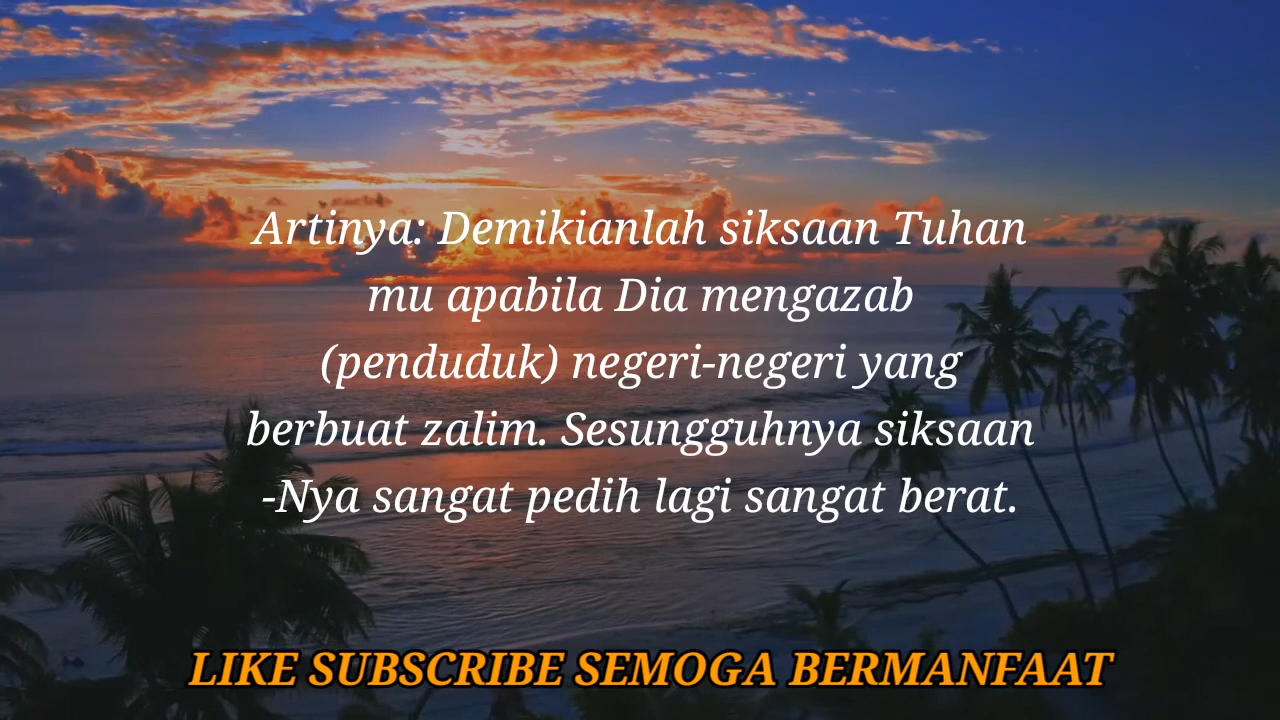 Artinya: Demikianlah siksaan Tuhan
mu apabila Dia mengazab
(penduduk) negeri-negeri yang
berbuat zalim. Sesungguhnya siksaan
-Nya sangat pedih lagi sangat berat.
LIKE SUBSCRIBE SEMOGA BERMANFAAT